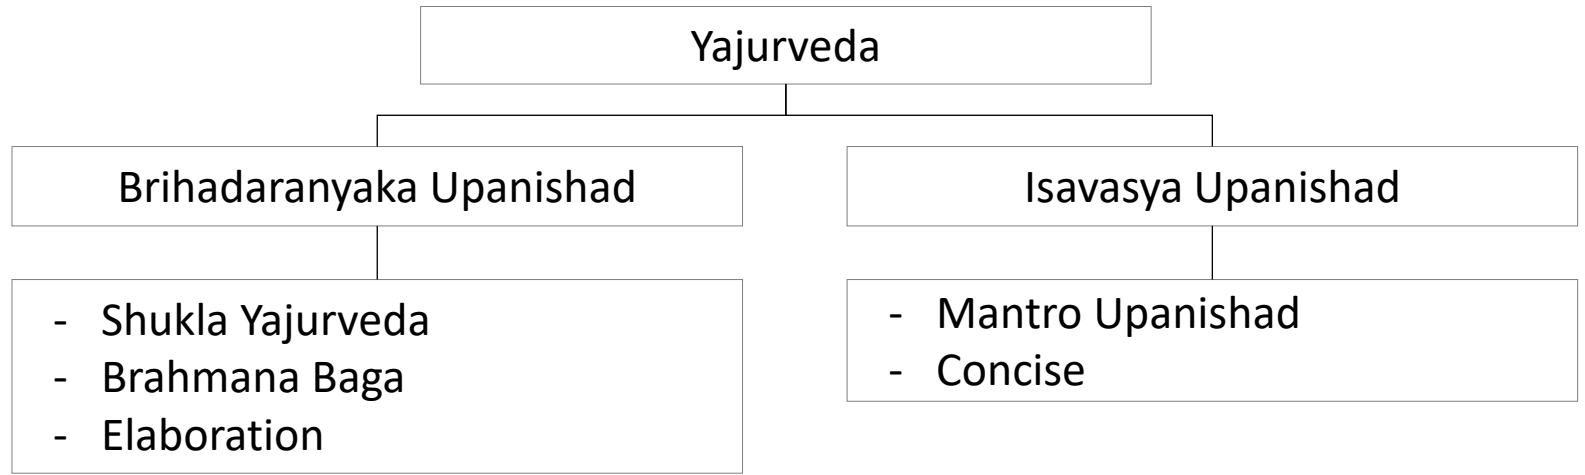 Yajurveda
Brihadaranyaka Upanishad
Isavasya Upanishad
- Shukla Yajurveda
- Brahmana Baga
- Elaboration
- Mantro Upanishad
- Concise